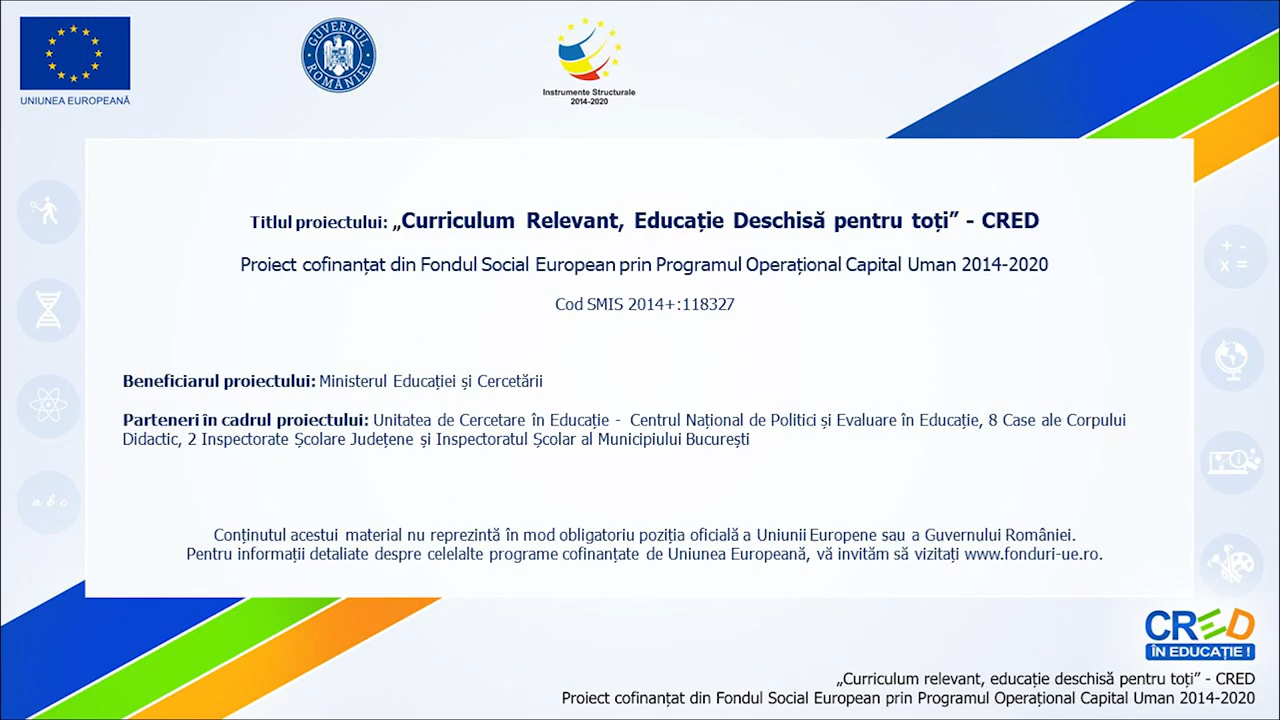 UNIUNEA EUROPEANĂ
GUVERNUL ROMÂNIEI
Instrumente Structurale
2014-2020
Titlul proiectului: „Curriculum Relevant, Educație Deschisă pentru toți” - CRED
Proiect cofinanțat din Fondul Social European prin Programul Operațional Capital Uman 2014-2020
Cod SMIS 2014+:118327
+ -
x =
Beneficiarul proiectului: Ministerul Educației și Cercetării
Parteneri în cadrul proiectului: Unitatea de Cercetare în Educație - Centrul Național de Politici și Evaluare în Educație, 8 Case ale Corpului
Didactic, 2 Inspectorate Școlare Județene și Inspectoratul Școlar al Municipiului București
a b c
Conținutul acestui material nu reprezintă în mod obligatoriu poziția oficială a Uniunii Europene sau a Guvernului României.
Pentru informații detaliate despre celelalte programe cofinanțate de Uniunea Europeană, vă invităm să vizitați www.fonduri-ue.ro.
CRED
ÎN EDUCAȚIE !
„Curriculum relevant, educație deschisă pentru toți” - CRED
Proiect cofinanțat din Fondul Social European prin Programul Operațional Capital Uman 2014-2020